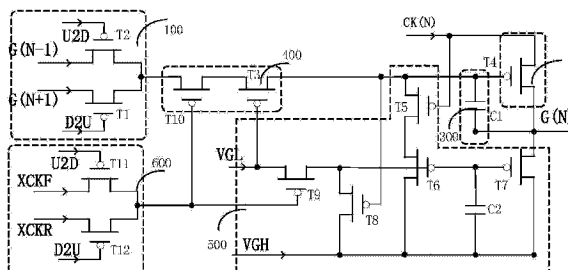 U2D
T2
100
G(N-1)
G(N+1)
T1
D2U
T10
T3
400
CK(N)
T4
T5
C1
300
G(N)
U2D
T11
600
XCKF
XCKR
D2U
T12
VGL
T9
T8
T6
T7
C2
500
VGH